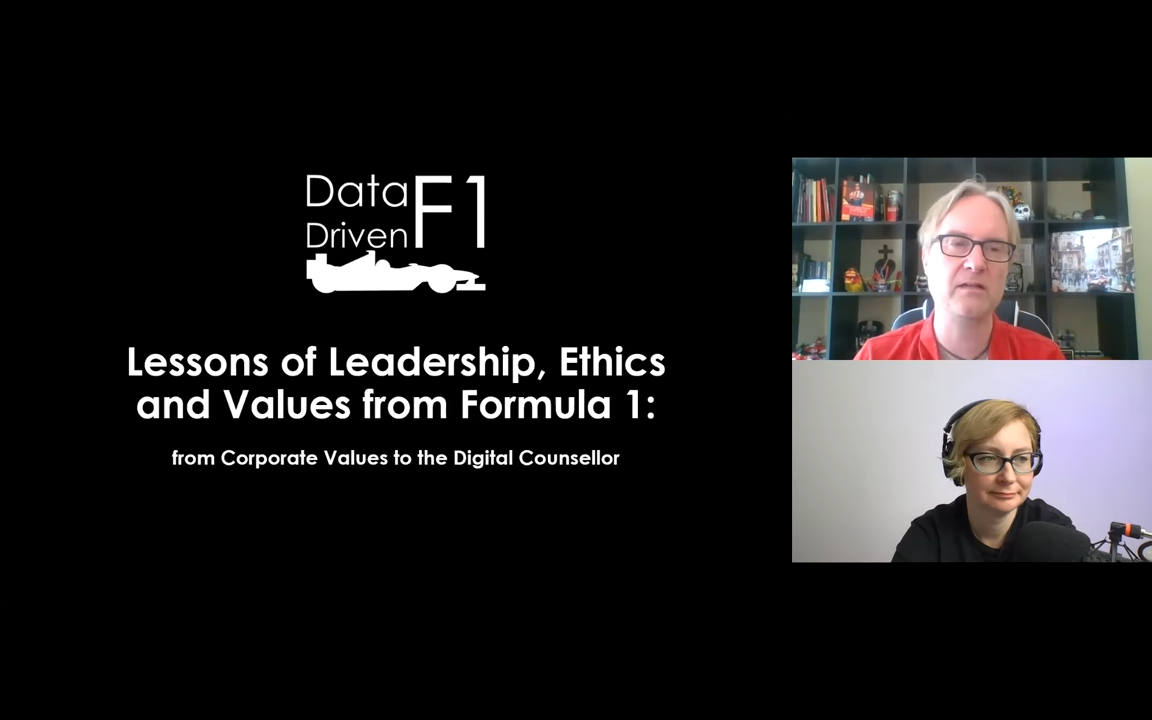 Data
Driven
F1
Lessons of Leadership, Ethics
and Values from Formula 1:
from Corporate Values to the Digital Counsellor